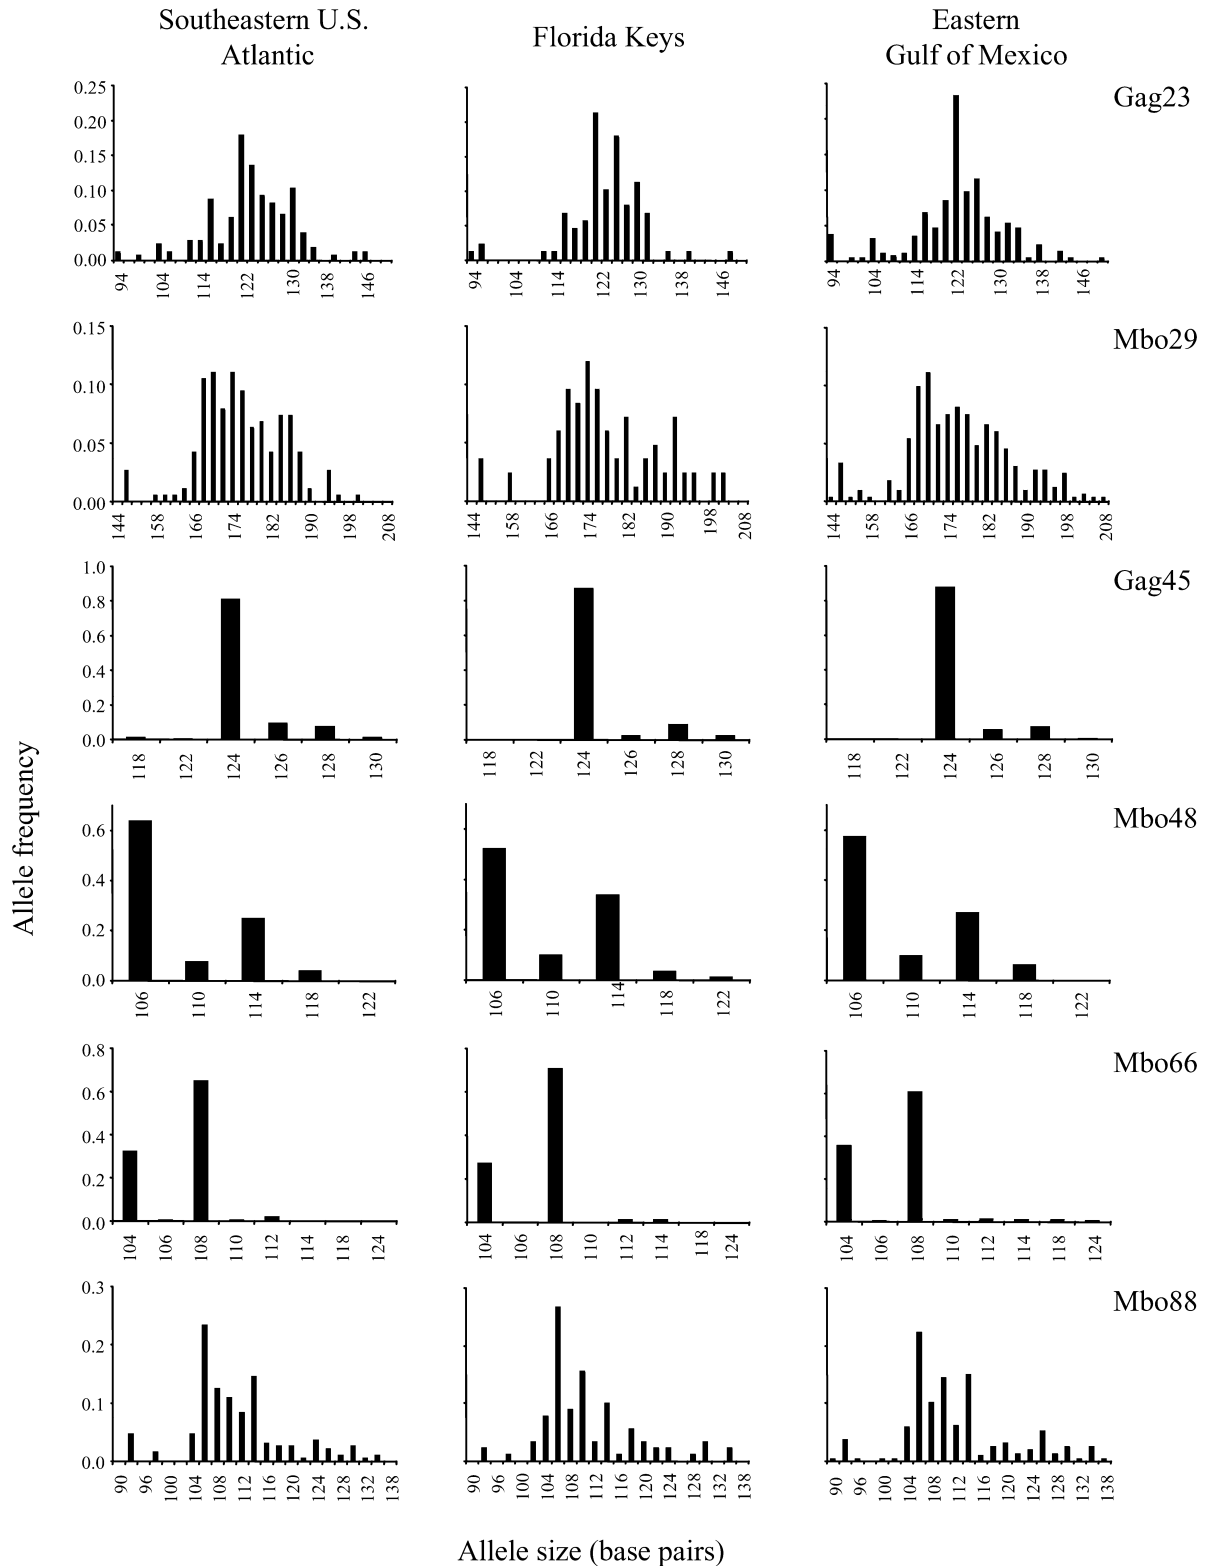 Southeastern U.S.
Atlantic
Florida Keys
Eastern
Gulf of Mexico
Gag23
0.25
0.20
0.15
0.10
0.05
0.00
94 104 114 122 130 138 146
94 104 114 122 130 138 146
94 104 114 122 130 138 146
Mbo29
0.15
0.10
0.05
0.00
144 158 166 174 182 190 198 208
144 158 166 174 182 190 198 208
144 158 166 174 182 190 198 208
Gag45
1.0
0.8
0.6
0.4
0.2
0.0
118 122 124 126 128 130
118 122 124 126 128 130
118 122 124 126 128 130
Allele frequency
Mbo48
0.6
0.4
0.2
0.0
106 110 114 118 122
106 110 114 118 122
106 110 114 118 122
Mbo66
0.8
0.6
0.4
0.2
0.0
104 106 108 110 112 114 118 124
104 106 108 110 112 114 118 124
104 106 108 110 112 114 118 124
Mbo88
0.3
0.2
0.1
0.0
90 96 100 104 108 112 116 120 124 128 132 138
90 96 100 104 108 112 116 120 124 128 132 138
90 96 100 104 108 112 116 120 124 128 132 138
Allele size (base pairs)